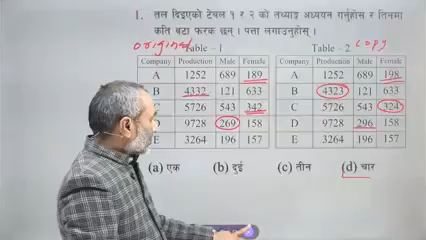 1. तल दिइएको टेबल १ र २ को तथ्याङ्क अध्ययन गर्नुहोस र तिनमा
कति वटा फरक छन् । पत्ता लगाउनुहोस् ।
original Table – 1 Table – 2 copy
Company Production Male Female Company Production Male Female
A 1252 689 189 A 1252 689 198
B 4332 121 633 B 4323 121 633
C 5726 543 342 C 5726 543 324
9728 269 158 D 9728 296 158
E 3264 196 157 E 3264 196 157
(a) एक (b) दुई (c) तीन (d) चार